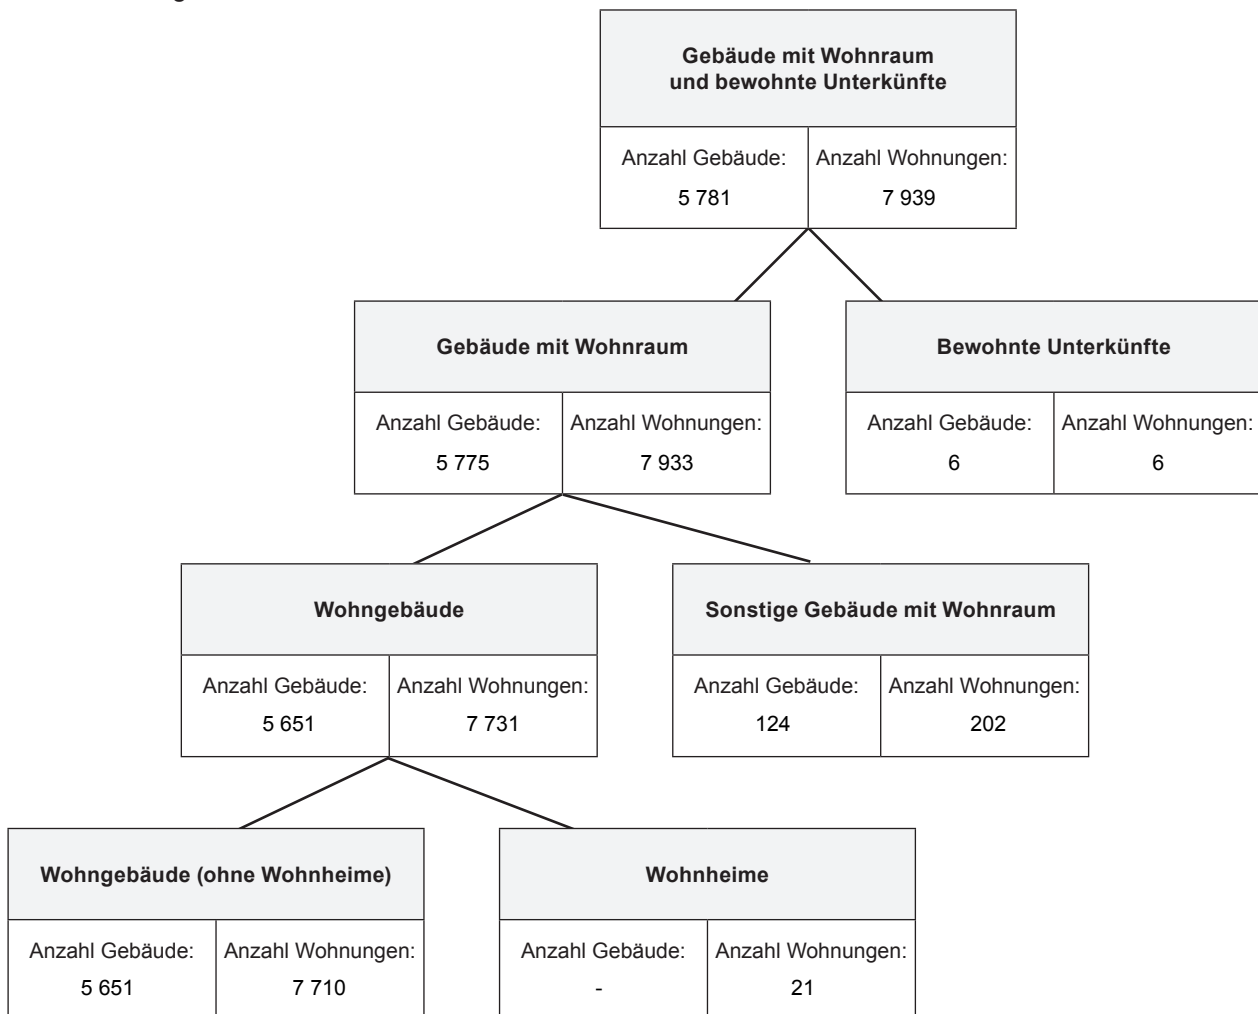 Gebäude mit Wohnraum
und bewohnte Unterkünfte
Anzahl Gebäude: Anzahl Wohnungen:
5 781 7 939
Gebäude mit Wohnraum Bewohnte Unterkünfte
Anzahl Gebäude: Anzahl Wohnungen: Anzahl Gebäude: Anzahl Wohnungen:
5 775 7 933 6 6
Wohngebäude Sonstige Gebäude mit Wohnraum
Anzahl Gebäude: Anzahl Wohnungen: Anzahl Gebäude: Anzahl Wohnungen:
5 651 7 731 124 202
Wohngebäude (ohne Wohnheime) Wohnheime
Anzahl Gebäude: Anzahl Wohnungen: Anzahl Gebäude: Anzahl Wohnungen:
5 651 7 710 - 21